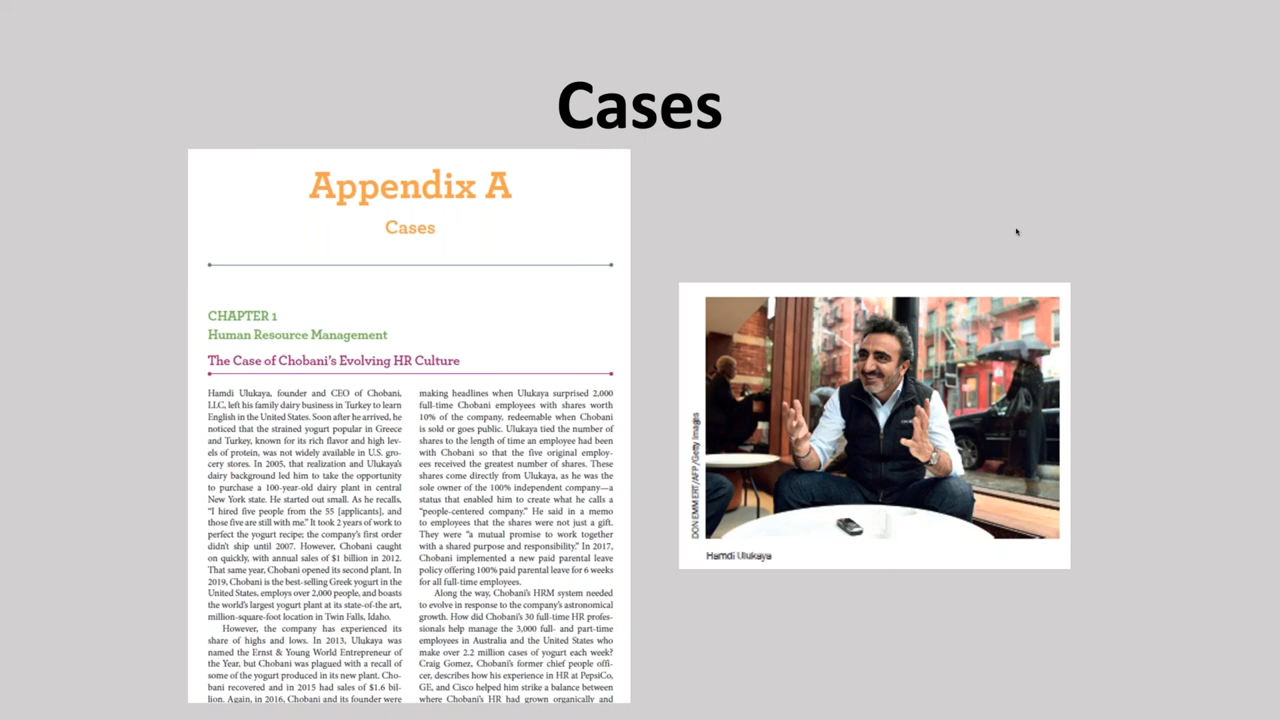 Cases
Appendix A
Cases
CHAPTER 1
Human Resource Management
The Case of Chobani’s Evolving HR Culture
Hamdi Ulukaya, founder and CEO of Chobani,
LLC, left his family dairy business in Turkey to learn
English in the United States. Soon after he arrived, he
noticed that the strained yogurt popular in Greece
and Turkey, known for its rich flavor and high lev-
els of protein, was not widely available in U.S. gro-
cery stores. In 2005, that realization and Ulukaya’s
dairy background led him to take the opportunity
to purchase a 100-year-old dairy plant in central
New York state. He started out small. As he recalls,
“I hired five people from the 55 [applicants], and
those five are still with me.” It took 2 years of work to
perfect the yogurt recipe; the company’s first order
didn’t ship until 2007. However, Chobani caught
on quickly, with annual sales of $1 billion in 2012.
That same year, Chobani opened its second plant. In
2019, Chobani is the best-selling Greek yogurt in the
United States, employs over 2,000 people, and boasts
the world’s largest yogurt plant at its state-of-the art,
million-square-foot location in Twin Falls, Idaho.
However, the company has experienced its
share of highs and lows. In 2013, Ulukaya was
named the Ernst & Young World Entrepreneur of
the Year, but Chobani was plagued with a recall of
some of the yogurt produced in its new plant. Cho-
bani recovered and in 2015 had sales of $1.6 bil-
lion. Again, in 2016, Chobani and its founder were
making headlines when Ulukaya surprised 2,000
full-time Chobani employees with shares worth
10% of the company, redeemable when Chobani
is sold or goes public. Ulukaya tied the number of
shares to the length of time an employee had been
with Chobani so that the five original employ-
ees received the greatest number of shares. These
shares come directly from Ulukaya, as he was the
sole owner of the 100% independent company—a
status that enabled him to create what he calls a
“people-centered company.” He said in a memo
to employees that the shares were not just a gift.
They were “a mutual promise to work together
with a shared purpose and responsibility.” In 2017,
Chobani implemented a new paid parental leave
policy offering 100% paid parental leave for 6 weeks
for all full-time employees.
Along the way, Chobani’s HRM system needed
to evolve in response to the company’s astronomical
growth. How did Chobani’s 30 full-time HR profes-
sionals help manage the 3,000 full- and part-time
employees in Australia and the United States who
make over 2.2 million cases of yogurt each week?
Craig Gomez, Chobani’s former chief people offi-
cer, describes how his experience in HR at PepsiCo,
GE, and Cisco helped him strike a balance between
where Chobani’s HR had grown organically and
DON EMMERT/AFP/Getty Images
Hamdi Ulukaya